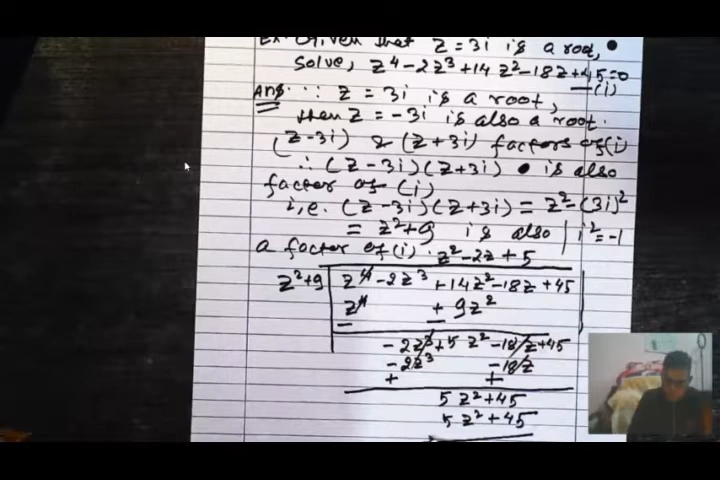 Ex. Given that z = 3i is a root,
Solve, z⁴-2z³+14z²-18z+45=0
—(i)
Ans. ∵ z = 3i is a root,
then z = -3i is also a root.
(z-3i) & (z+3i) factors of (i)
∴ (z-3i)(z+3i) is also
factor of (i)
i,e. (z-3i)(z+3i) = z²-(3i)²
= z²+9 is also | i²=-1
a factor of (i).
z²-2z+5
z²+9 z⁴-2z³+14z²-18z+45
z⁴ + 9z²
– –
-2z³+5z²-18z+45
-2z³ -18z
+ +
5z²+45
5z²+45